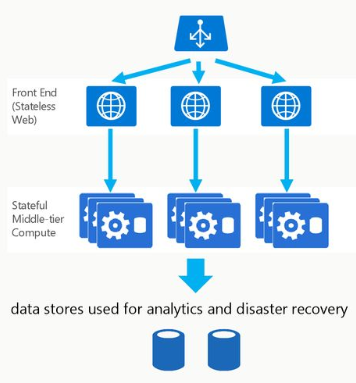 Front End
(Stateless
Web)
Stateful
Middle-tier
Compute
data stores used for analytics and disaster recovery